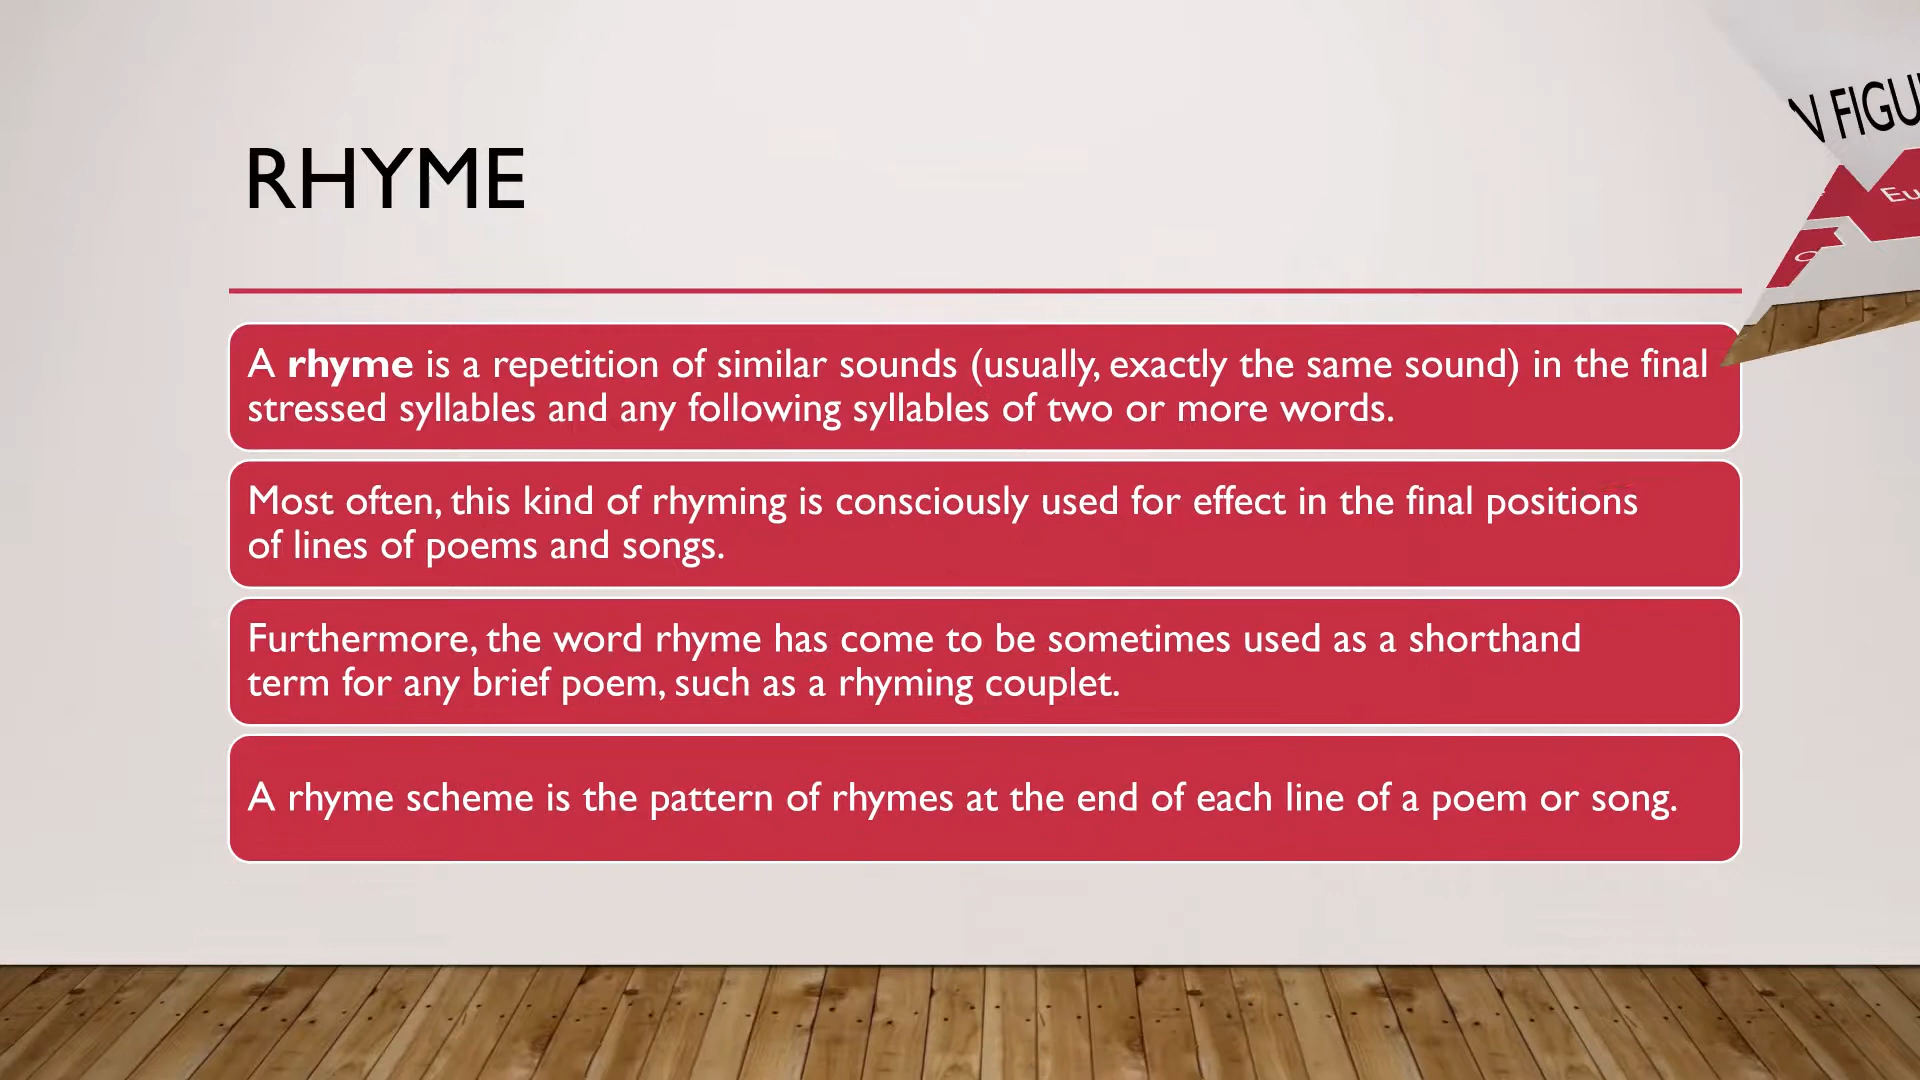 RHYME
A rhyme is a repetition of similar sounds (usually, exactly the same sound) in the final
stressed syllables and any following syllables of two or more words.
Most often, this kind of rhyming is consciously used for effect in the final positions
of lines of poems and songs.
Furthermore, the word rhyme has come to be sometimes used as a shorthand
term for any brief poem, such as a rhyming couplet.
A rhyme scheme is the pattern of rhymes at the end of each line of a poem or song.